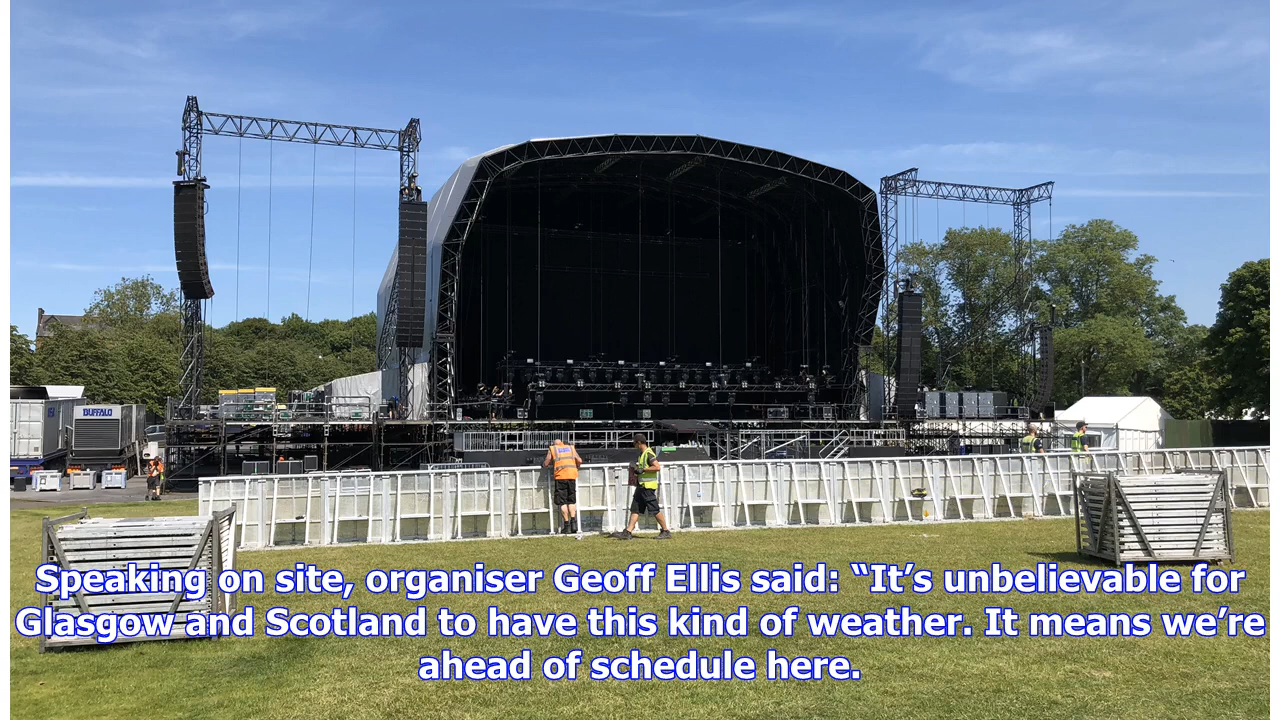 BUFFALO
Speaking on site, organiser Geoff Ellis said: “It’s unbelievable for
Glasgow and Scotland to have this kind of weather. It means we’re
ahead of schedule here.